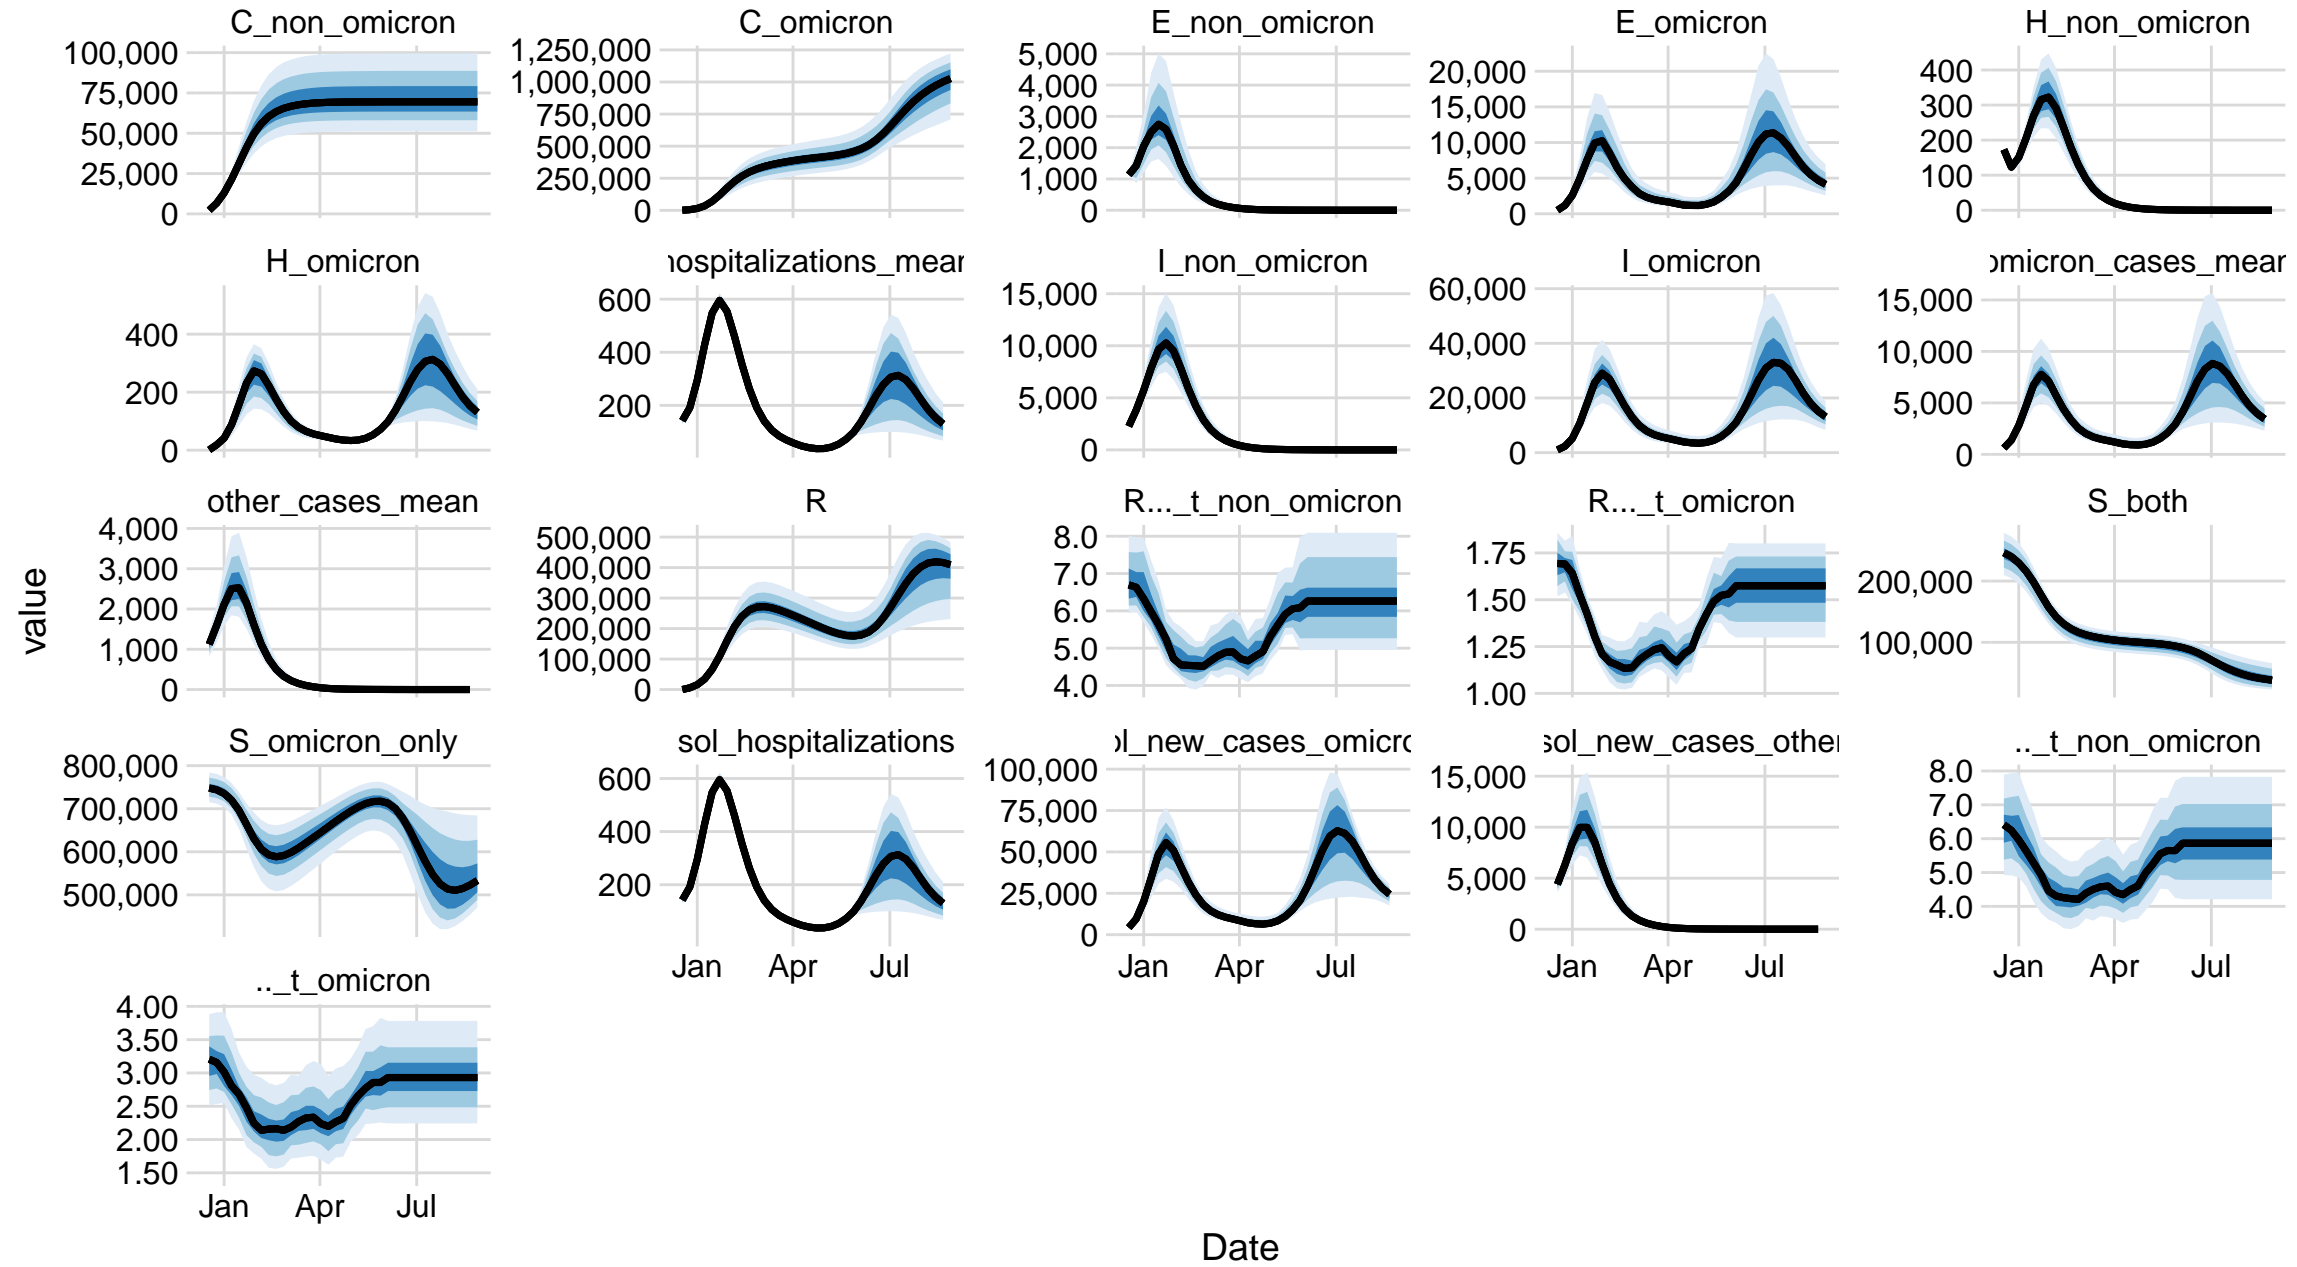 C_non_omicron C_omicron E_non_omicron E_omicron H_non_omicron
100,000 1,250,000 5,000 20,000 400
75,000 1,000,000 4,000 15,000 300
50,000 750,000 3,000 10,000 200
25,000 500,000 2,000 5,000 100
0 250,000 1,000 0 0
0 0
H_omicron hospitalizations_mean I_non_omicron I_omicron omicron_cases_mean
400 600 15,000 60,000 15,000
200 400 10,000 40,000 10,000
0 200 5,000 20,000 5,000
0 0 0
other_cases_mean R R..._t_non_omicron R..._t_omicron S_both
4,000 500,000 8.0 1.75 200,000
3,000 400,000 7.0 1.50 100,000
2,000 300,000 6.0 1.25
1,000 200,000 5.0 1.00
0 100,000 4.0
0
value
S_omicron_only sol_hospitalizations ol_new_cases_omicro sol_new_cases_other .._t_non_omicron
800,000 600 100,000 15,000 8.0
700,000 400 75,000 10,000 7.0
600,000 200 50,000 5,000 6.0
500,000 25,000 0 5.0
0 4.0
Jan Apr Jul Jan Apr Jul Jan Apr Jul Jan Apr Jul
.._t_omicron
4.00
3.50
3.00
2.50
2.00
1.50
Jan Apr Jul
Date